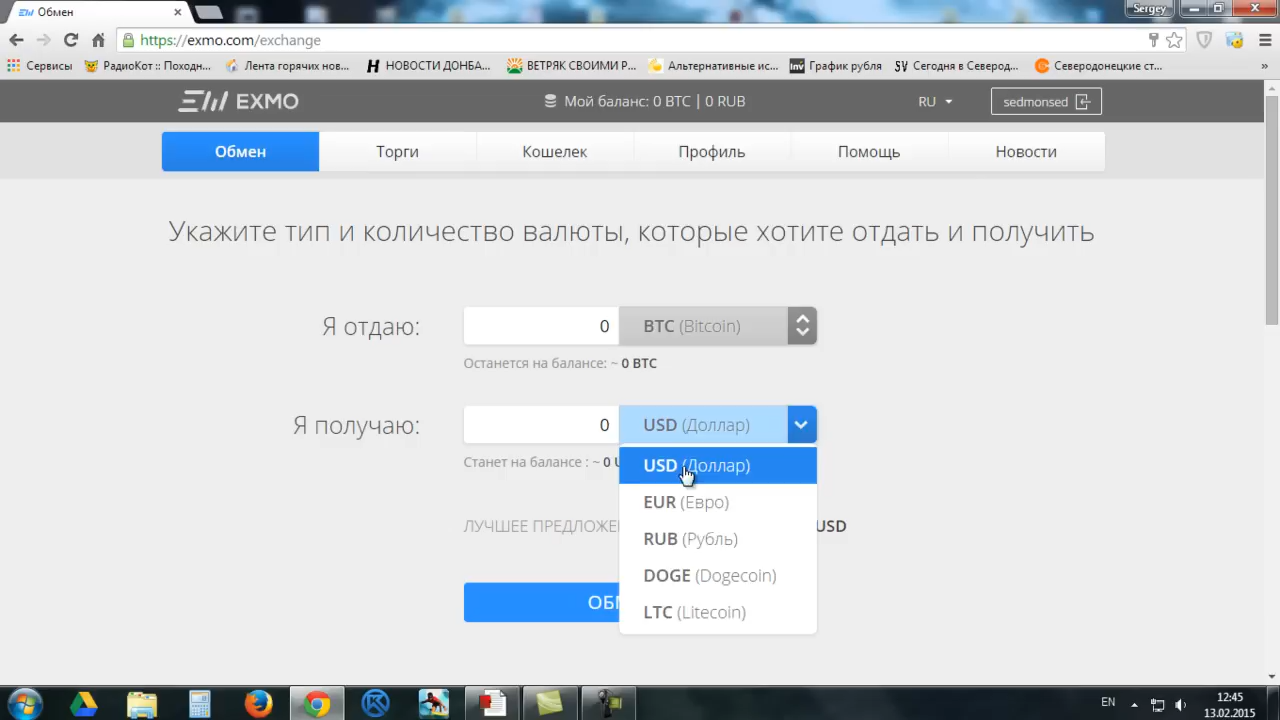 Обмен
Sergey
https://exmo.com/exchange
Сервисы
РадиоКот :: Походн...
Лента горячих нов...
НОВОСТИ ДОНБА...
ВЕТРЯК СВОИМИ Р...
Альтернативные ис...
График рубля
Сегодня в Северод...
Северодонецкие ст...
»
EXMO
Мой баланс: 0 BTC | 0 RUB
RU
sedmonsed
Обмен
Торги
Кошелек
Профиль
Помощь
Новости
Укажите тип и количество валюты, которые хотите отдать и получить
Я отдаю:
0
BTC (Bitcoin)
Останется на балансе: ~ 0 BTC
Я получаю:
0
USD (Доллар)
Станет на балансе : ~ 0
USD (Доллар)
EUR (Евро)
RUB (Рубль)
DOGE (Dogecoin)
LTC (Litecoin)
ЛУЧШЕЕ ПРЕДЛОЖЕ
USD
ОБ
EN
12:45
13.02.2015